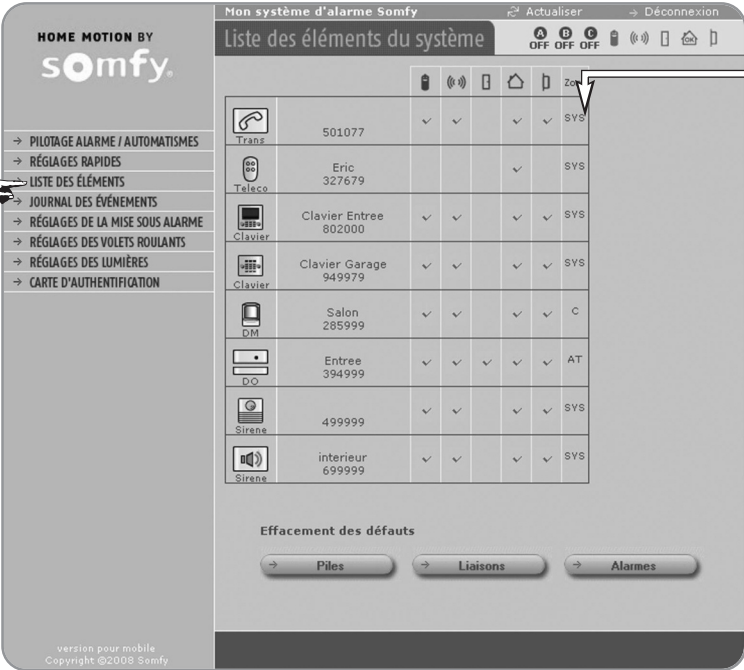 Mon système d'alarme Somfy
Actualiser
Déconnexion
HOME MOTION BY
somfy.
Liste des éléments du système
A B C
OFF OFF OFF
OK
PILOTAGE ALARME / AUTOMATISMES
RÉGLAGES RAPIDES
LISTE DES ÉLÉMENTS
JOURNAL DES ÉVÉNEMENTS
RÉGLAGES DE LA MISE SOUS ALARME
RÉGLAGES DES VOLETS ROULANTS
RÉGLAGES DES LUMIÈRES
CARTE D'AUTHENTIFICATION
Trans
501077
SYS
Teleco
Eric
327679
SYS
Clavier
Clavier Entree
802000
SYS
Clavier
Clavier Garage
949979
SYS
DM
Salon
285999
C
DO
Entree
394999
AT
Sirene
499999
SYS
Sirene
interieur
699999
SYS
Effacement des défauts
Piles
Liaisons
Alarmes
version pour mobile
Copyright ©2008 Somfy